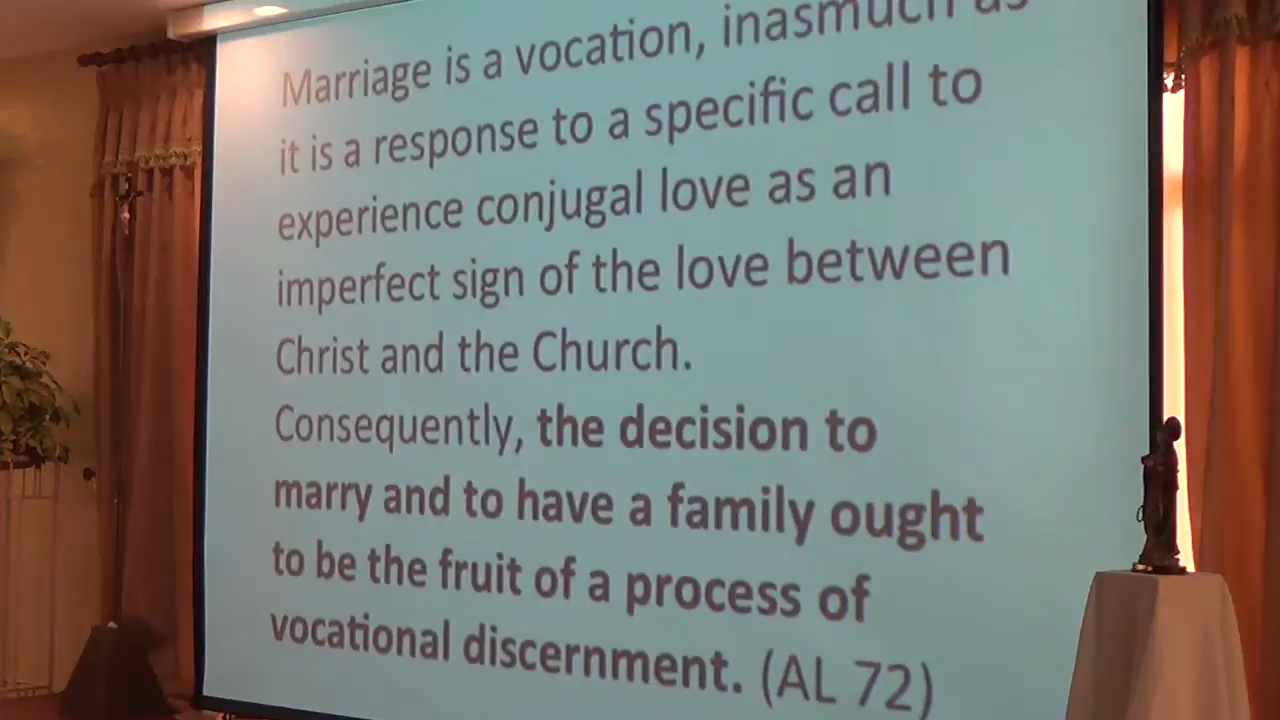 Marriage is a vocation, inasmuch as
it is a response to a specific call to
experience conjugal love as an
imperfect sign of the love between
Christ and the Church.
Consequently, the decision to
marry and to have a family ought
to be the fruit of a process of
vocational discernment. (AL 72)